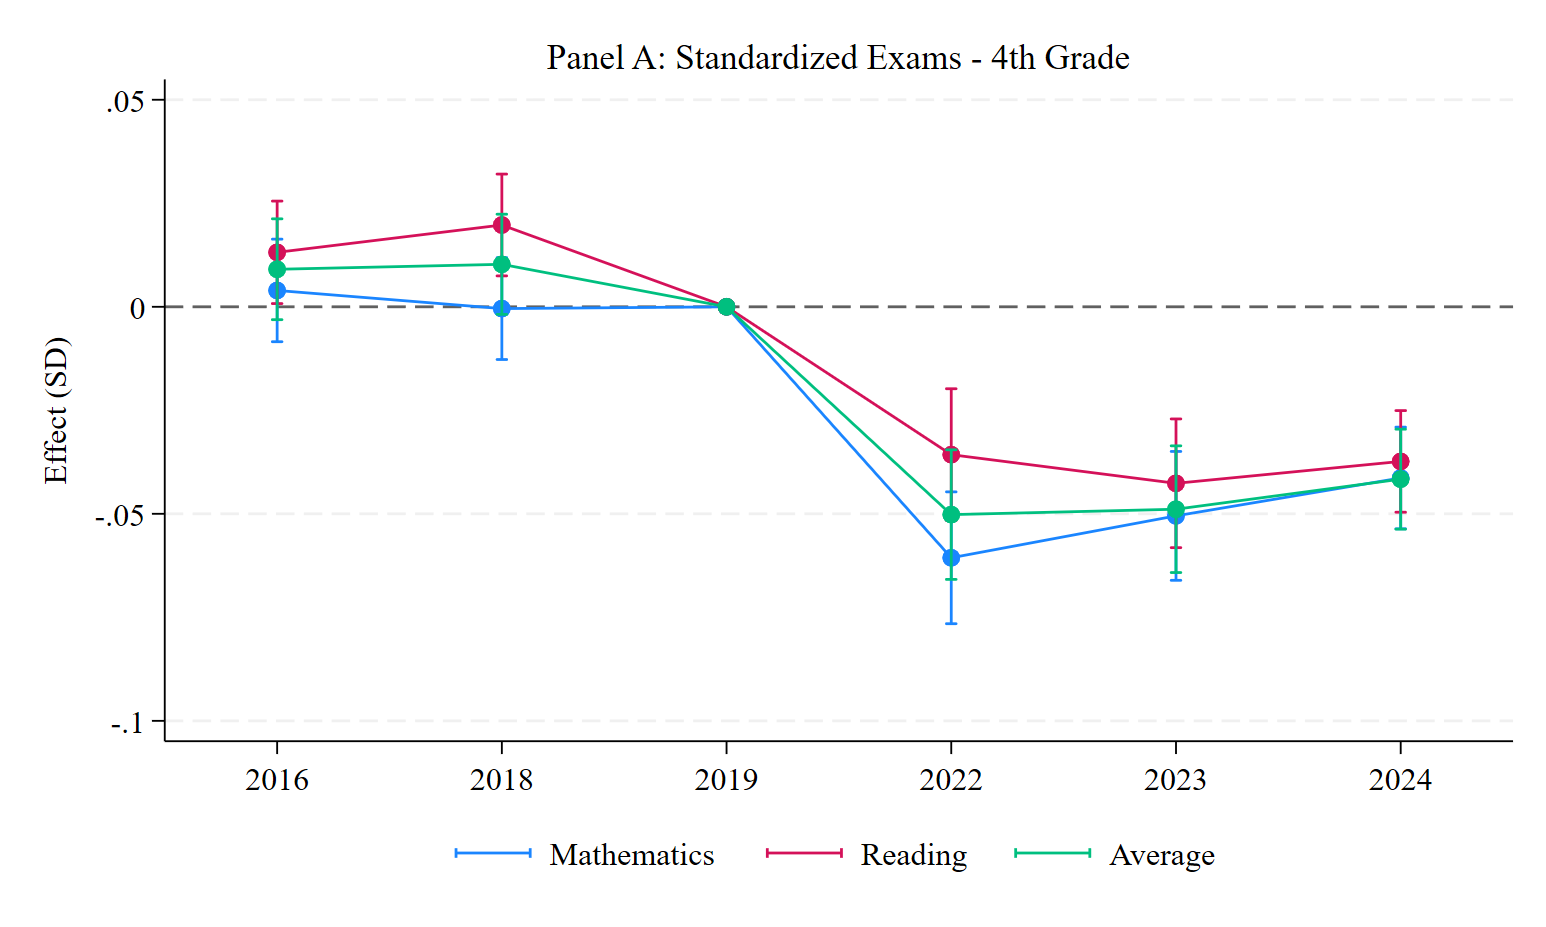 Panel A: Standardized Exams - 4th Grade
Effect (SD)
.05
0
-.05
-.1
2016 2018 2019 2022 2023 2024
Mathematics Reading Average